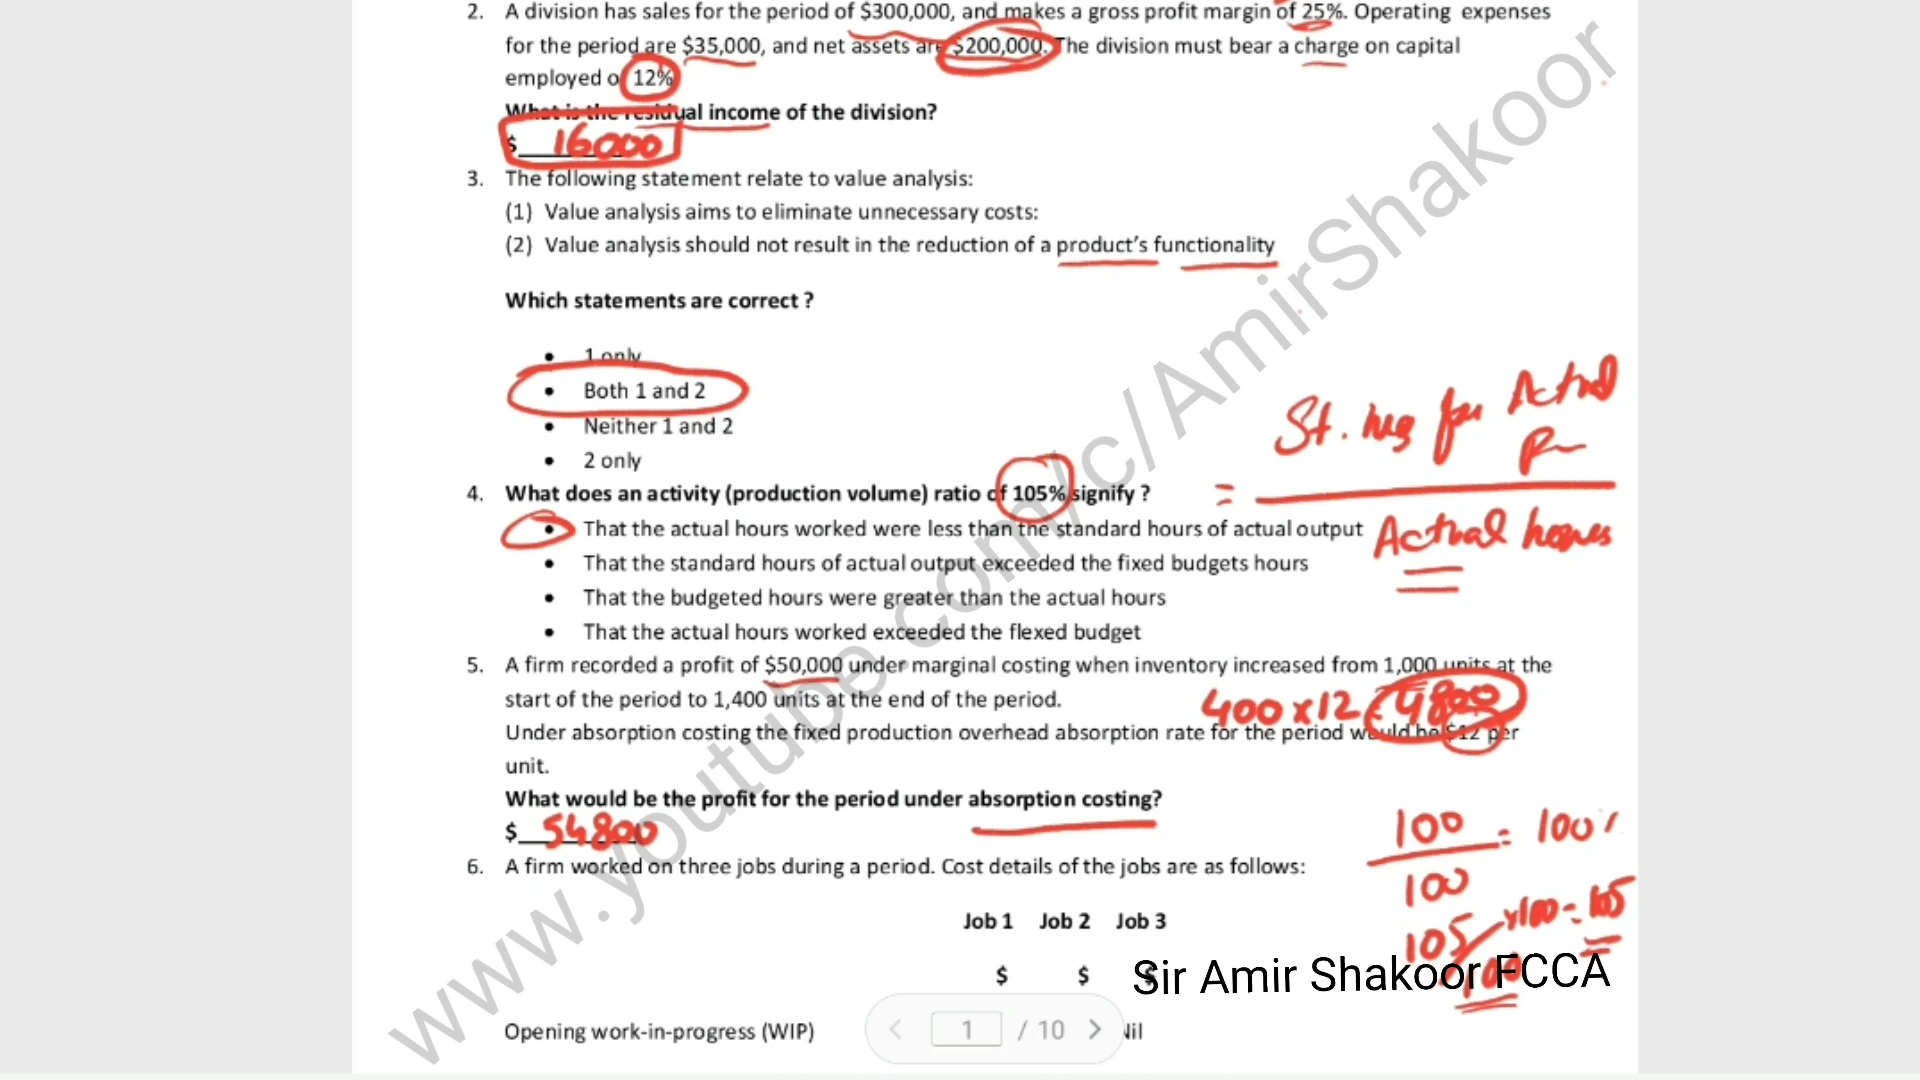 2. A division has sales for the period of $300,000, and makes a gross profit margin of 25%. Operating expenses
for the period are $35,000, and net assets are $200,000. The division must bear a charge on capital
employed of 12%
What is the residual income of the division?
$ 16000
3. The following statement relate to value analysis:
(1) Value analysis aims to eliminate unnecessary costs:
(2) Value analysis should not result in the reduction of a product's functionality
Which statements are correct ?
• 1 only
• Both 1 and 2
• Neither 1 and 2
• 2 only
St. hrs for Actual
=
4. What does an activity (production volume) ratio of 105% signify ?
• That the actual hours worked were less than the standard hours of actual output
Actual hours
• That the standard hours of actual output exceeded the fixed budgets hours
• That the budgeted hours were greater than the actual hours
• That the actual hours worked exceeded the flexed budget
5. A firm recorded a profit of $50,000 under marginal costing when inventory increased from 1,000 units at the
start of the period to 1,400 units at the end of the period.
400 x 12 = 4800
Under absorption costing the fixed production overhead absorption rate for the period would be $12 per
unit.
What would be the profit for the period under absorption costing?
$ 54800
100 = 100%
100
6. A firm worked on three jobs during a period. Cost details of the jobs are as follows:
105/100 x100 = 105
Job 1 Job 2 Job 3
$ $ $
Sir Amir Shakoor FCCA
Opening work-in-progress (WIP)
Nil
1 / 10
www.youtube.com/c/AmirShakoor